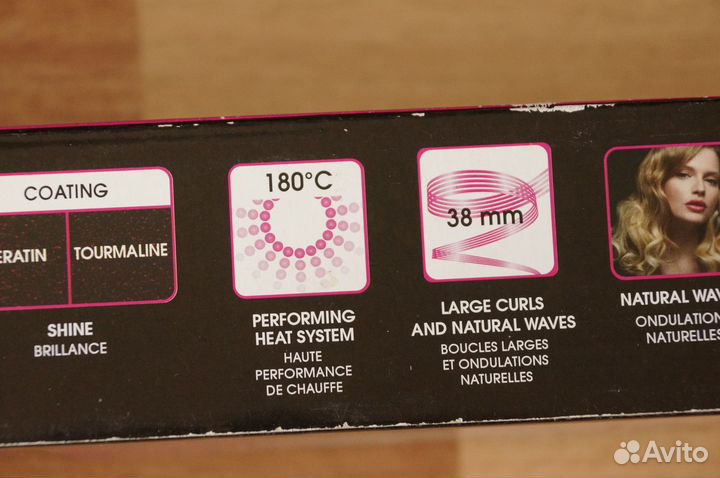 COATING
ERATIN
TOURMALINE
SHINE
BRILLANCE
180°C
PERFORMING
HEAT SYSTEM
HAUTE
PERFORMANCE
DE CHAUFFE
38 mm
LARGE CURLS
AND NATURAL WAVES
BOUCLES LARGES
ET ONDULATIONS
NATURELLES
NATURAL WAV
ONDULATION
NATURELLES
Avito